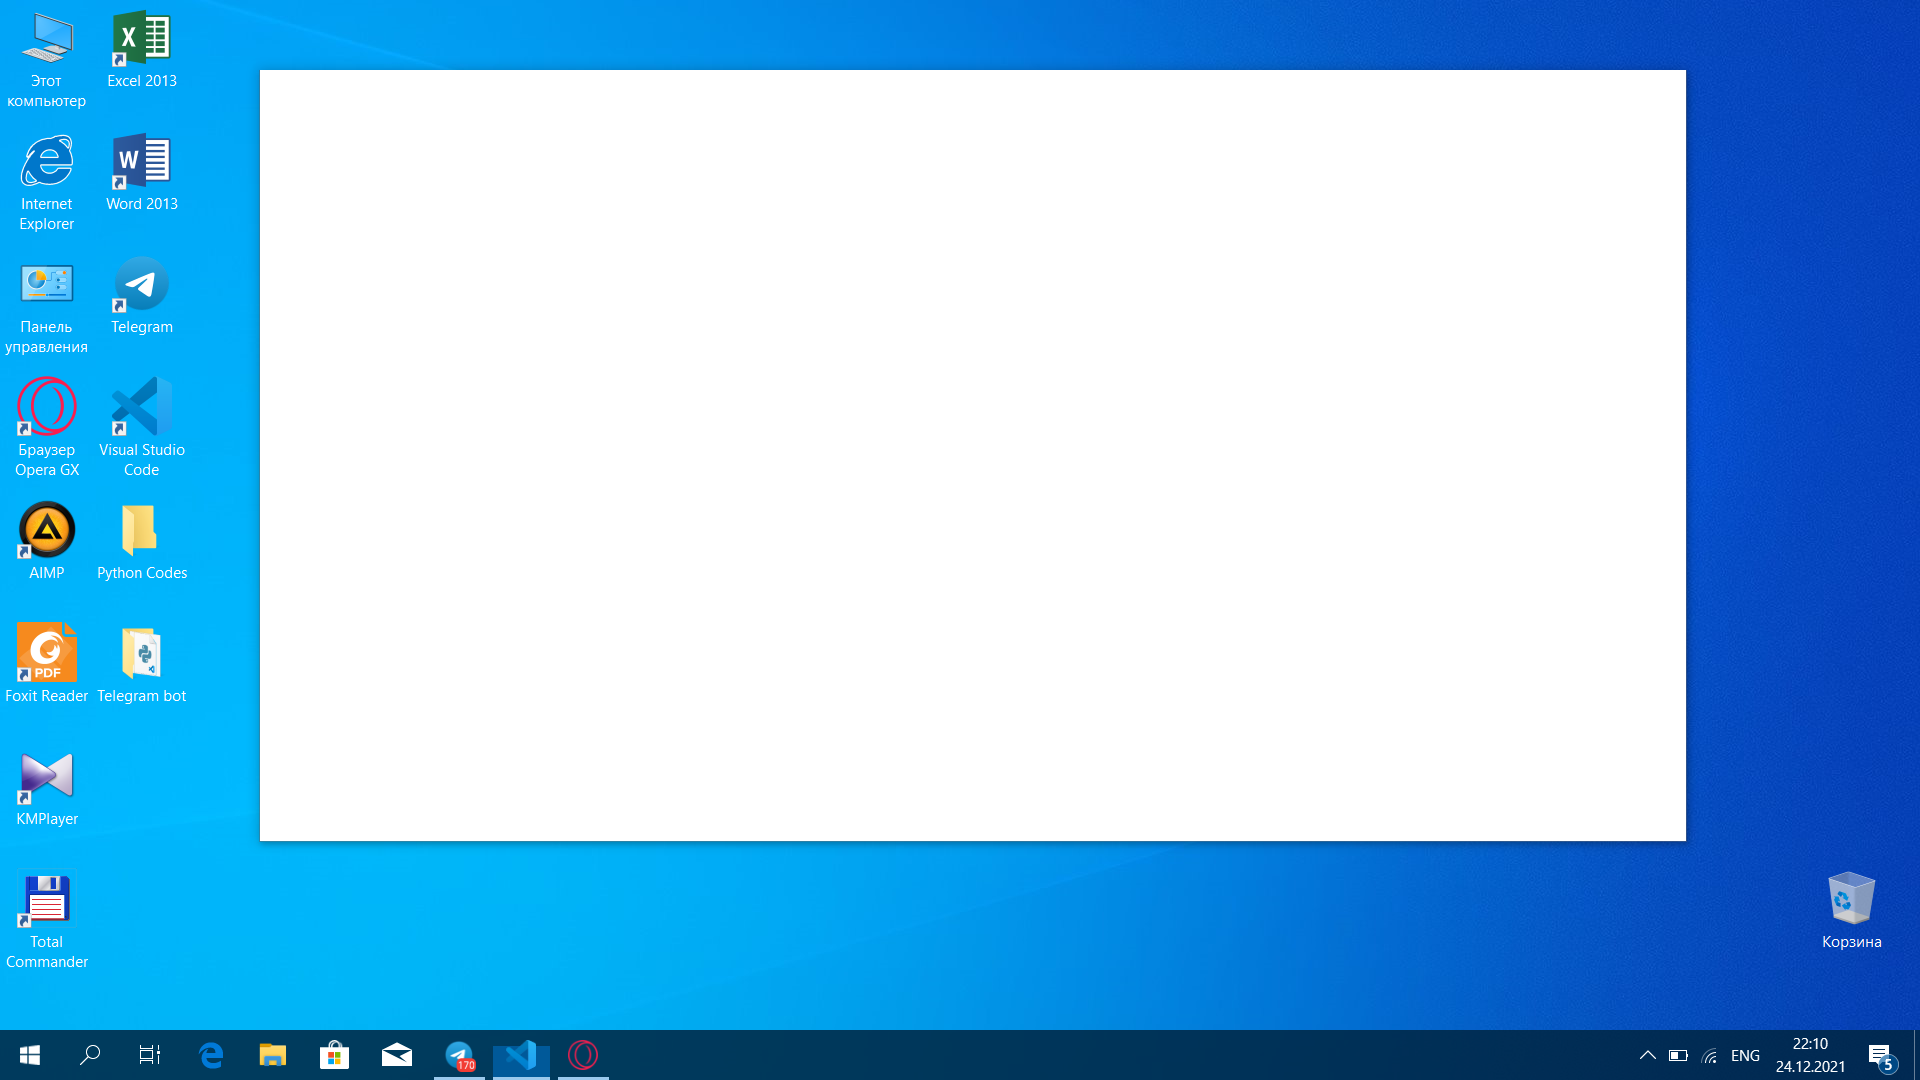 Этот
компьютер
Excel 2013
Internet
Explorer
Word 2013
Панель
управления
Telegram
Браузер
Opera GX
Visual Studio
Code
AIMP
Python Codes
PDF
Foxit Reader
Telegram bot
KMPlayer
Total
Commander
Корзина
170
ENG
22:10
24.12.2021
5